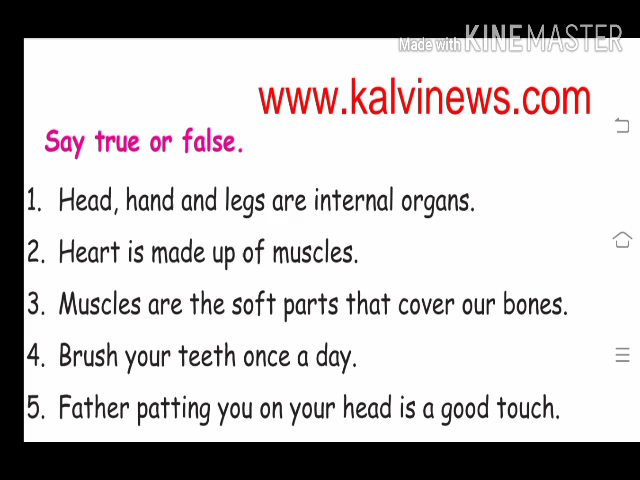 Made with KINEMASTER
www.kalvinews.com
Say true or false.
1. Head, hand and legs are internal organs.
2. Heart is made up of muscles.
3. Muscles are the soft parts that cover our bones.
4. Brush your teeth once a day.
5. Father patting you on your head is a good touch.